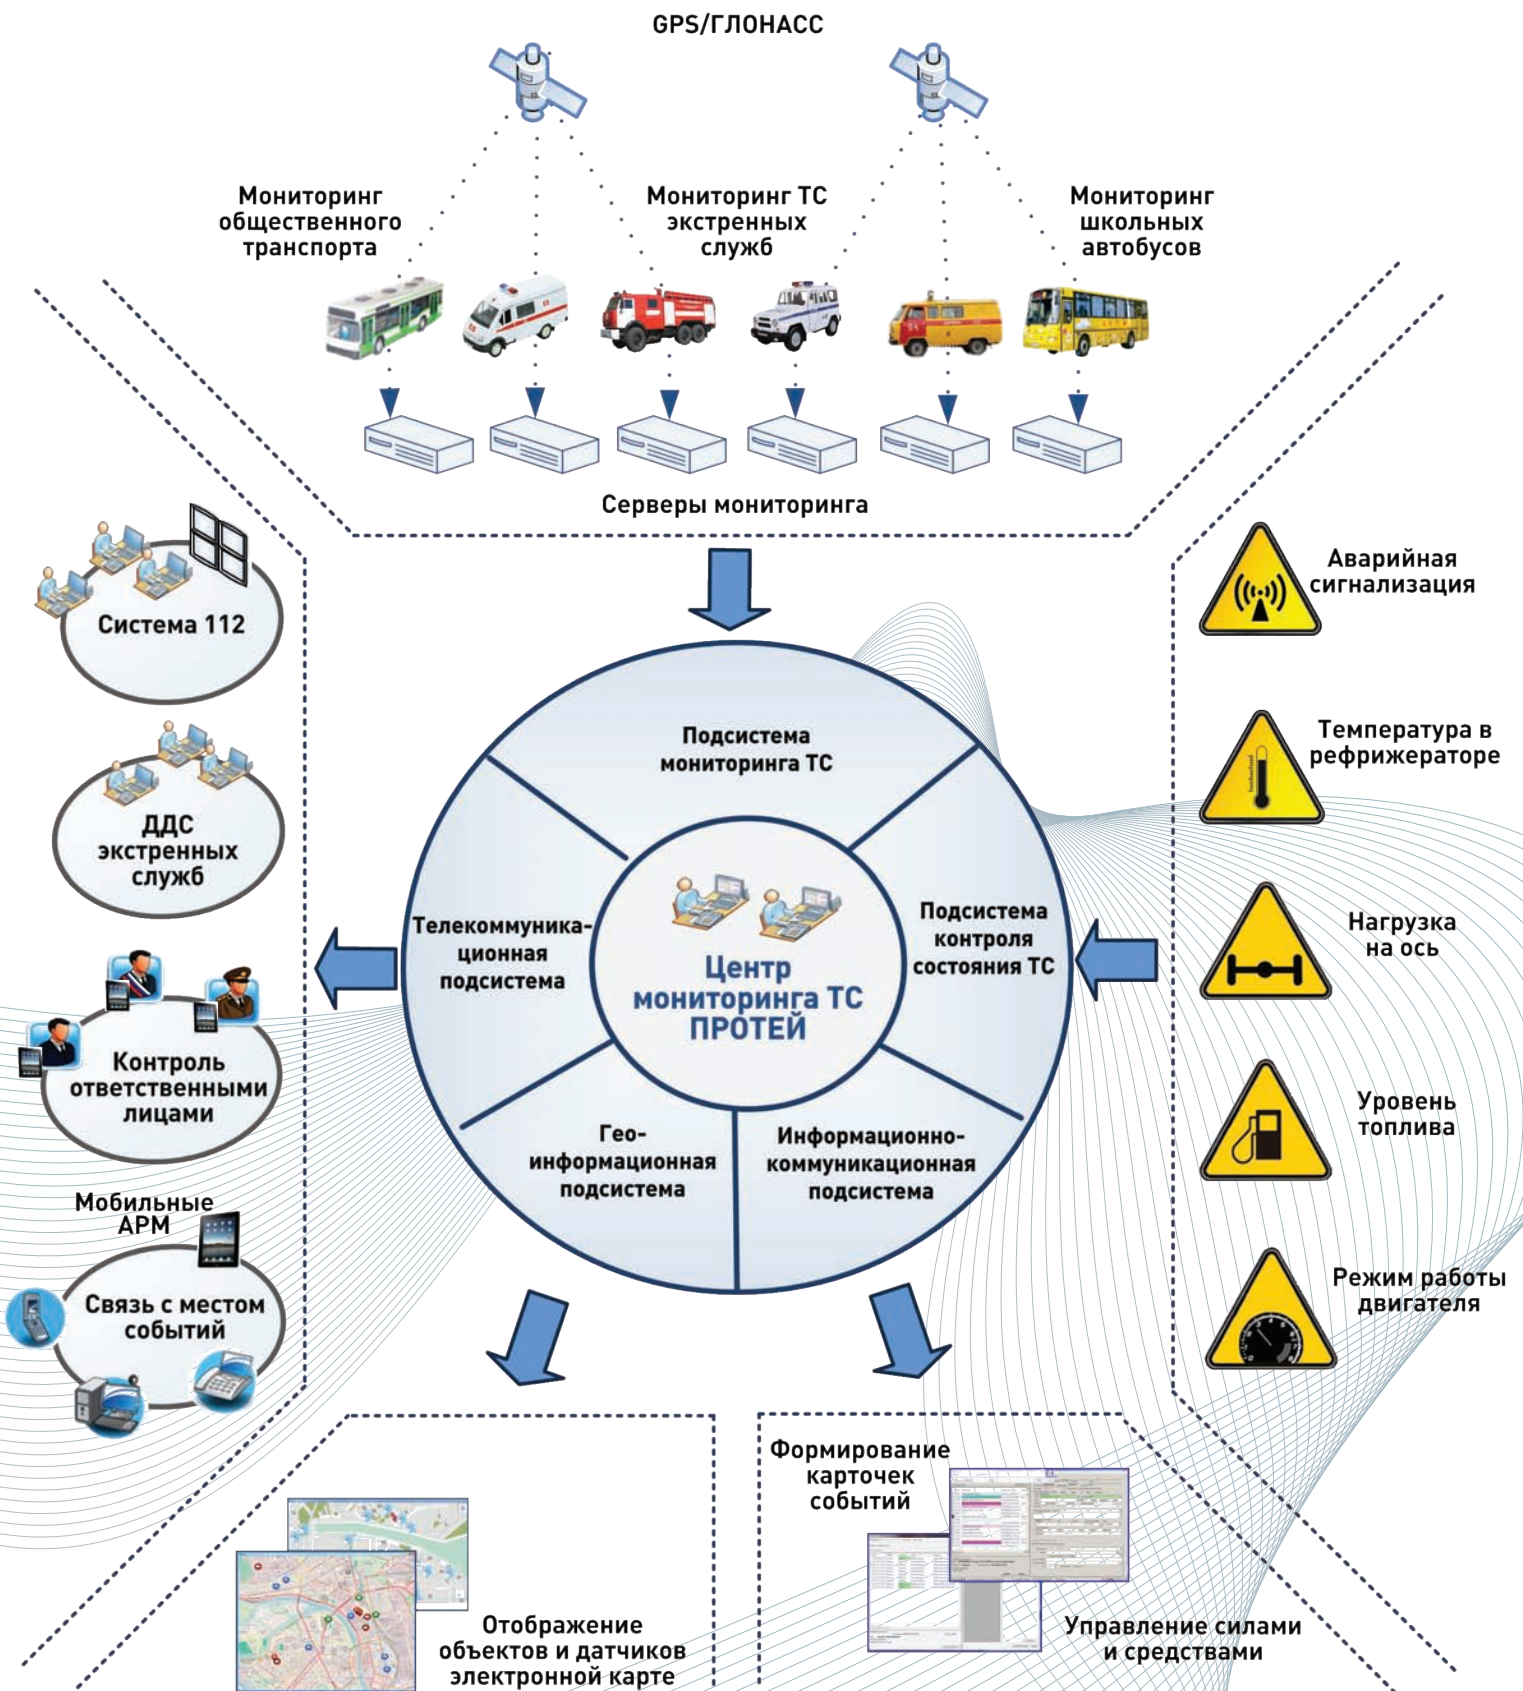 GPS/ГЛОНАСС
Мониторинг
общественного
транспорта
Мониторинг ТС
экстренных
служб
Мониторинг
школьных
автобусов
Серверы мониторинга
Система 112
ДДС
экстренных
служб
Контроль
ответственными
лицами
Мобильные
АРМ
Связь с местом
событий
Подсистема
мониторинга ТС
Телекоммуника-
ционная
подсистема
Подсистема
контроля
состояния ТС
Центр
мониторинга ТС
ПРОТЕЙ
Гео-
информационная
подсистема
Информационно-
коммуникационная
подсистема
Аварийная
сигнализация
Температура в
рефрижераторе
Нагрузка
на ось
Уровень
топлива
Режим работы
двигателя
Отображение
объектов и датчиков
электронной карте
Формирование
карточек
событий
Управление силами
и средствами